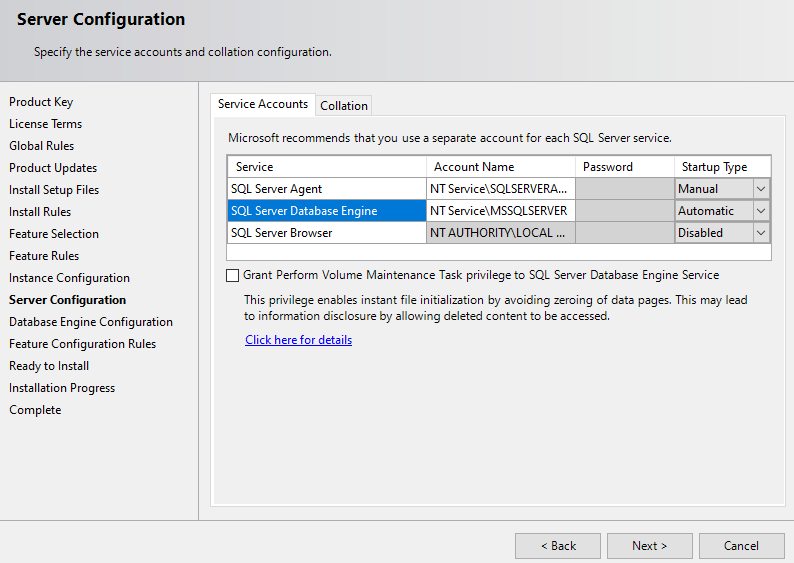 Server Configuration
Specify the service accounts and collation configuration.
Product Key
License Terms
Global Rules
Product Updates
Install Setup Files
Install Rules
Feature Selection
Feature Rules
Instance Configuration
Server Configuration
Database Engine Configuration
Feature Configuration Rules
Ready to Install
Installation Progress
Complete
Service Accounts Collation
Microsoft recommends that you use a separate account for each SQL Server service.
Service Account Name Password Startup Type
SQL Server Agent NT Service\SQLSERVERA... Manual
SQL Server Database Engine NT Service\MSSQLSERVER Automatic
SQL Server Browser NT AUTHORITY\LOCAL ... Disabled
Grant Perform Volume Maintenance Task privilege to SQL Server Database Engine Service
This privilege enables instant file initialization by avoiding zeroing of data pages. This may lead
to information disclosure by allowing deleted content to be accessed.
Click here for details
< Back Next > Cancel